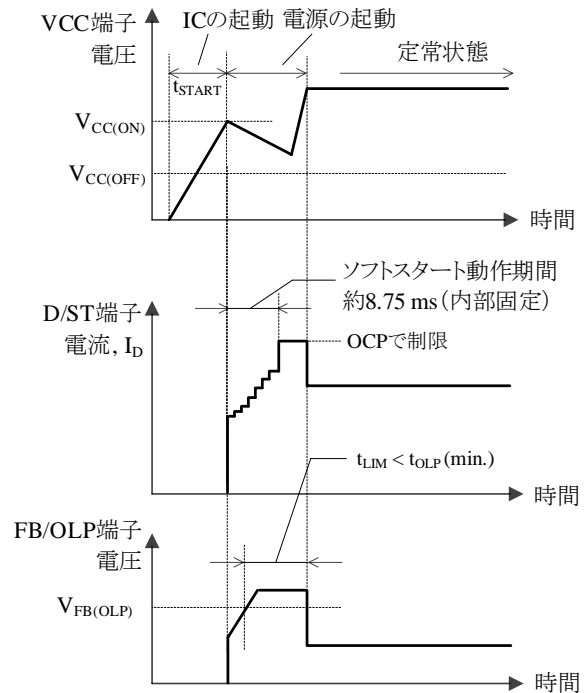 VCC端子
電圧
ICの起動 電源の起動
定常状態
tSTART
VCC(ON)
VCC(OFF)
時間
ソフトスタート動作期間
約8.75 ms(内部固定)
D/ST端子
電流, ID
OCPで制限
時間
tLIM < tOLP(min.)
FB/OLP端子
電圧
VFB(OLP)
時間